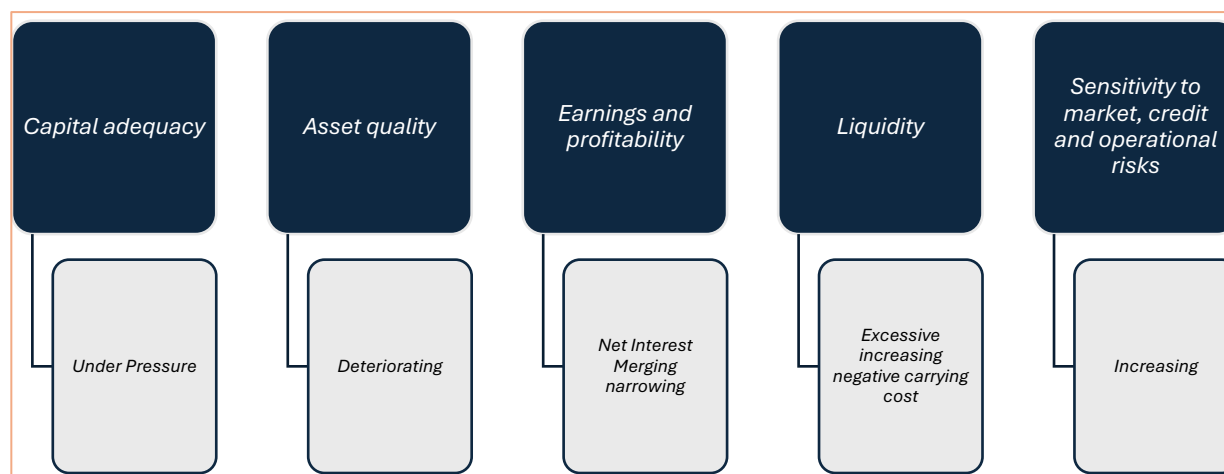 Capital adequacy
Asset quality
Earnings and
profitability
Liquidity
Sensitivity to
market, credit
and operational
risks
Under Pressure
Deteriorating
Net Interest
Merging
narrowing
Excessive
increasing
negative carrying
cost
Increasing